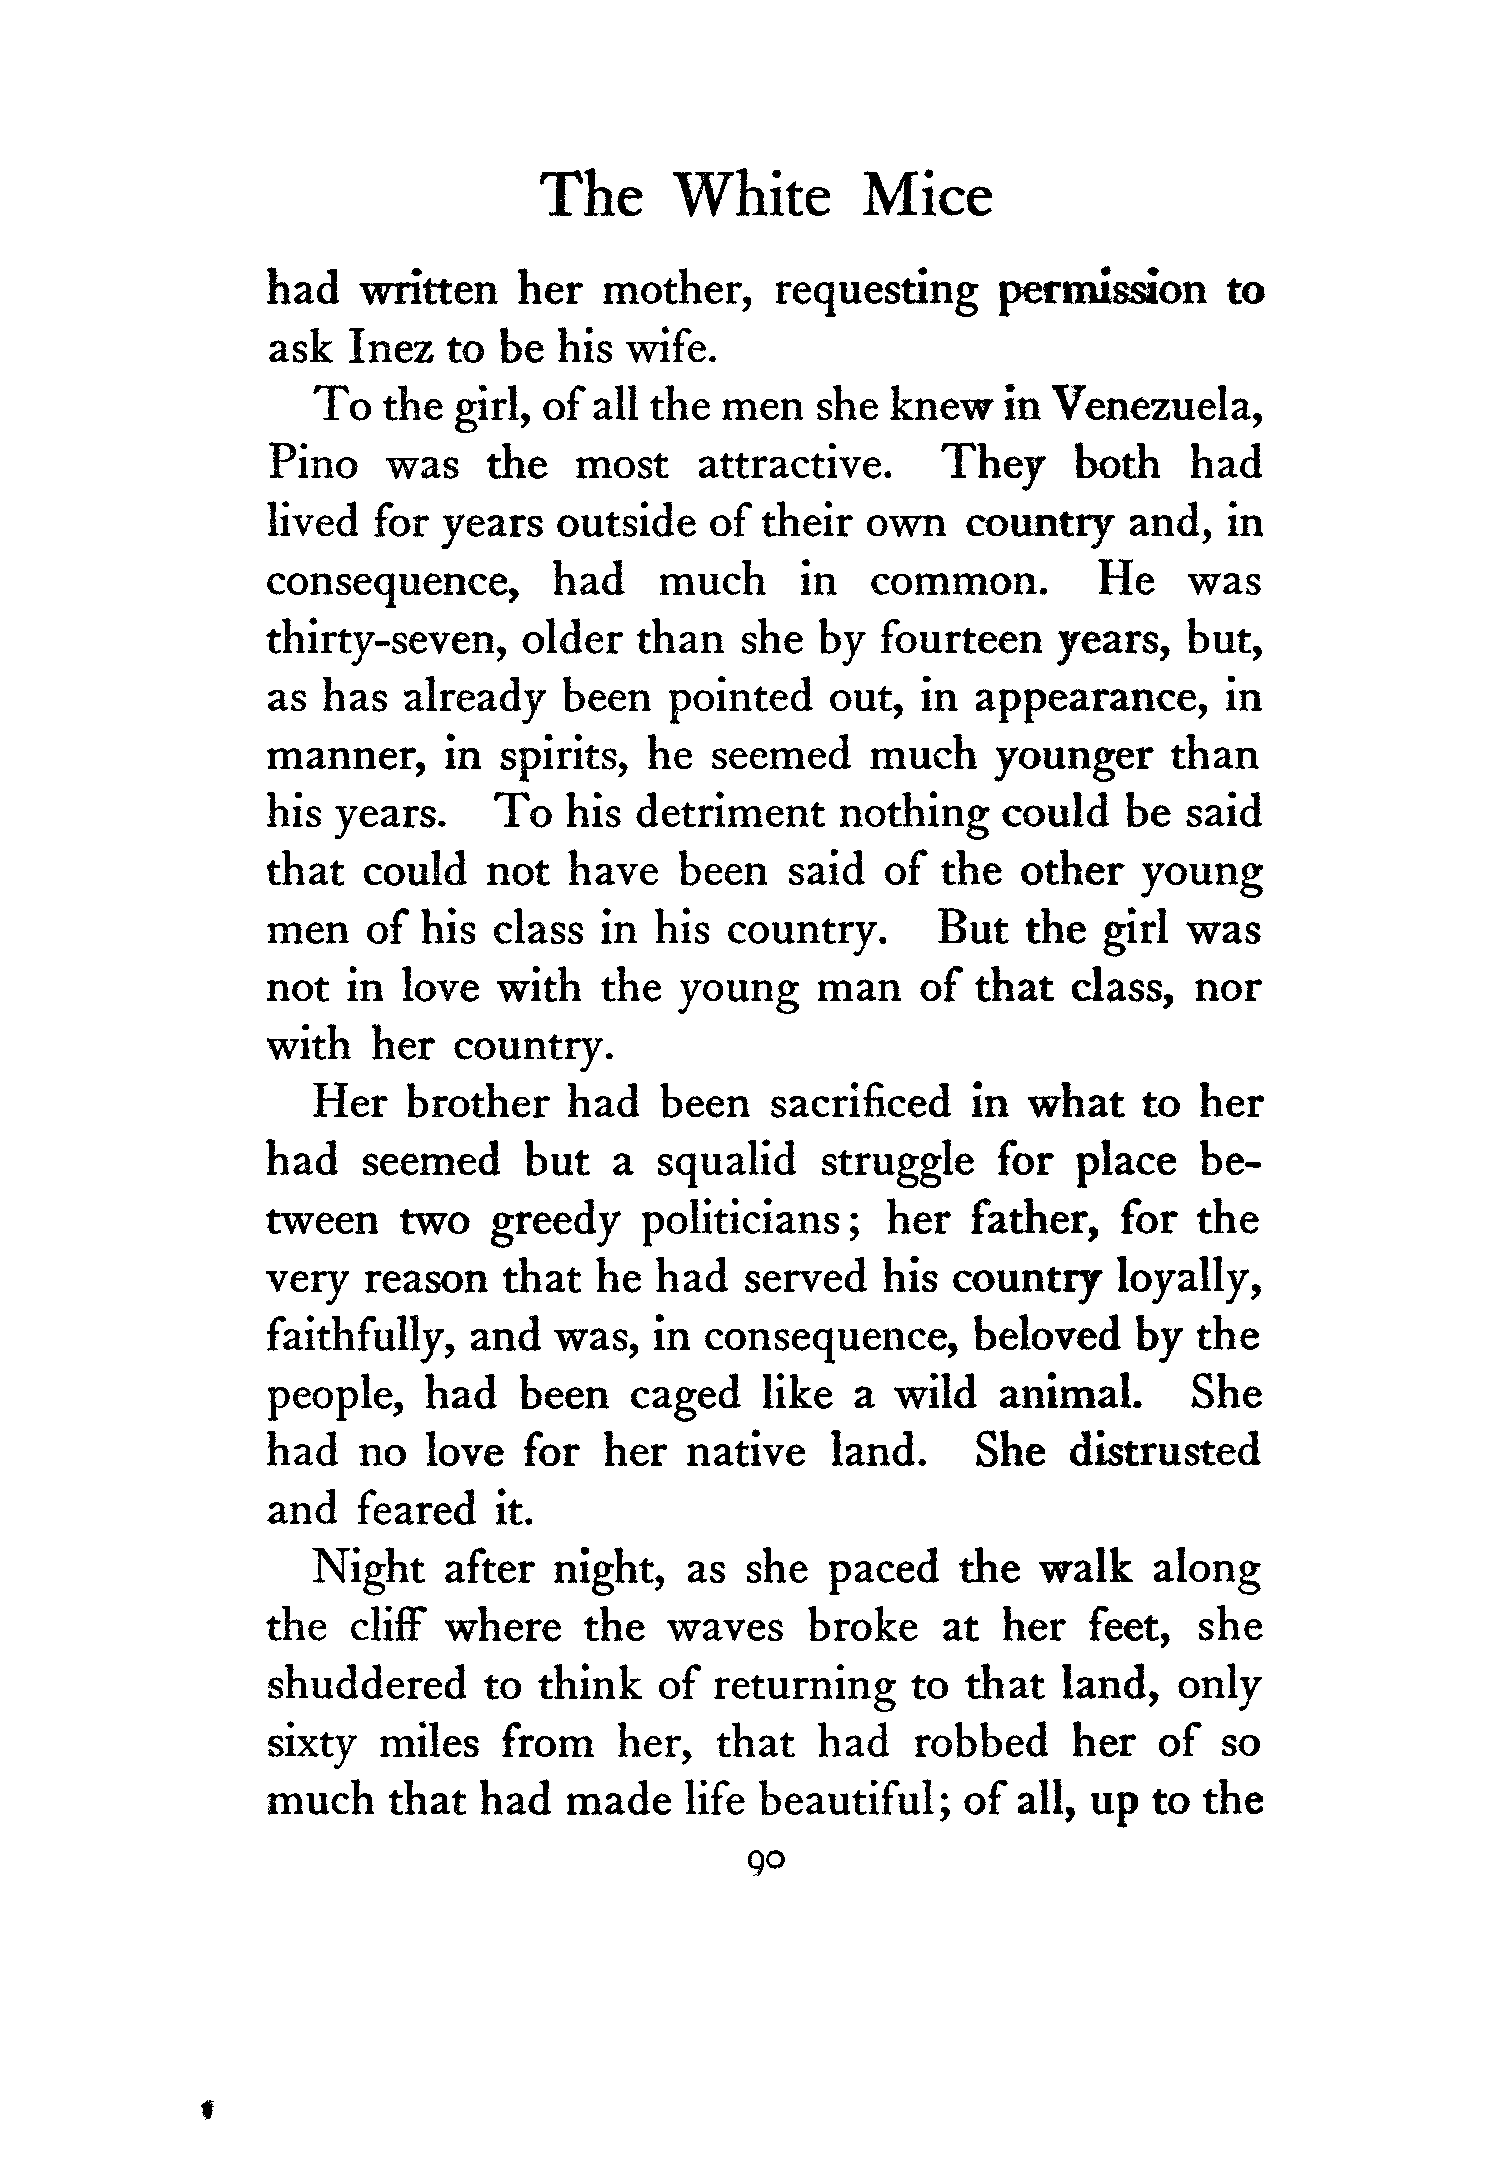 The White Mice
had written her mother, requesting permission to
ask Inez to be his wife.
To the girl, of all the men she knew in Venezuela,
Pino was the most attractive. They both had
lived for years outside of their own country and, in
consequence, had much in common. He was
thirty-seven, older than she by fourteen years, but,
as has already been pointed out, in appearance, in
manner, in spirits, he seemed much younger than
his years. To his detriment nothing could be said
that could not have been said of the other young
men of his class in his country. But the girl was
not in love with the young man of that class, nor
with her country.
Her brother had been sacrificed in what to her
had seemed but a squalid struggle for place be-
tween two greedy politicians; her father, for the
very reason that he had served his country loyally,
faithfully, and was, in consequence, beloved by the
people, had been caged like a wild animal. She
had no love for her native land. She distrusted
and feared it.
Night after night, as she paced the walk along
the cliff where the waves broke at her feet, she
shuddered to think of returning to that land, only
sixty miles from her, that had robbed her of so
much that had made life beautiful; of all, up to the
90